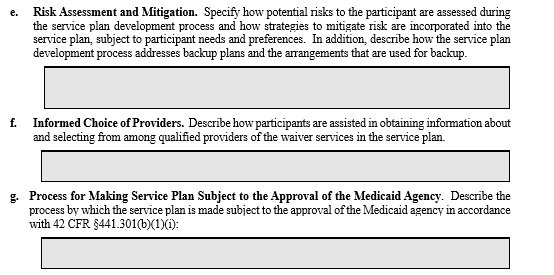 e. Risk Assessment and Mitigation. Specify how potential risks to the participant are assessed during
the service plan development process and how strategies to mitigate risk are incorporated into the
service plan, subject to participant needs and preferences. In addition, describe how the service plan
development process addresses backup plans and the arrangements that are used for backup.
f. Informed Choice of Providers. Describe how participants are assisted in obtaining information about
and selecting from among qualified providers of the waiver services in the service plan.
g. Process for Making Service Plan Subject to the Approval of the Medicaid Agency. Describe the
process by which the service plan is made subject to the approval of the Medicaid agency in accordance
with 42 CFR §441.301(b)(1)(i):